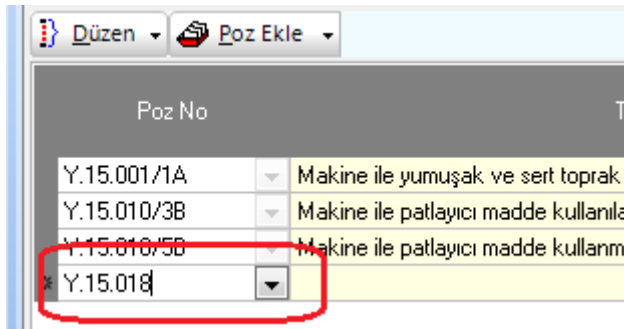 Düzen Poz Ekle
Poz No T
Y.15.001/1A Makine ile yumuşak ve sert toprak
Y.15.010/3B Makine ile patlayıcı madde kullanıla
Y.15.010/5B Makine ile patlayıcı madde kullanm
* Y.15.018